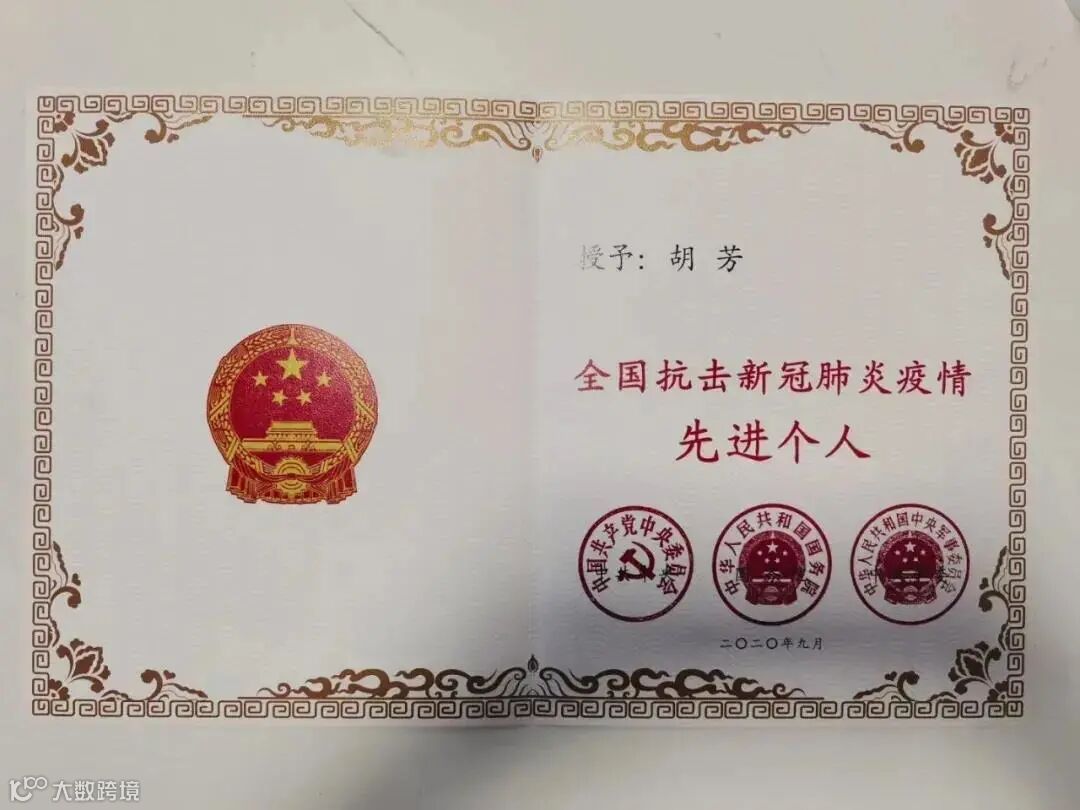 授予：胡 芳
全国抗击新冠肺炎疫情
先进个人
中国共产党中央委员会
中华人民共和国国务院
中华人民共和国中央军事委员会
二〇二〇年九月
大数跨境